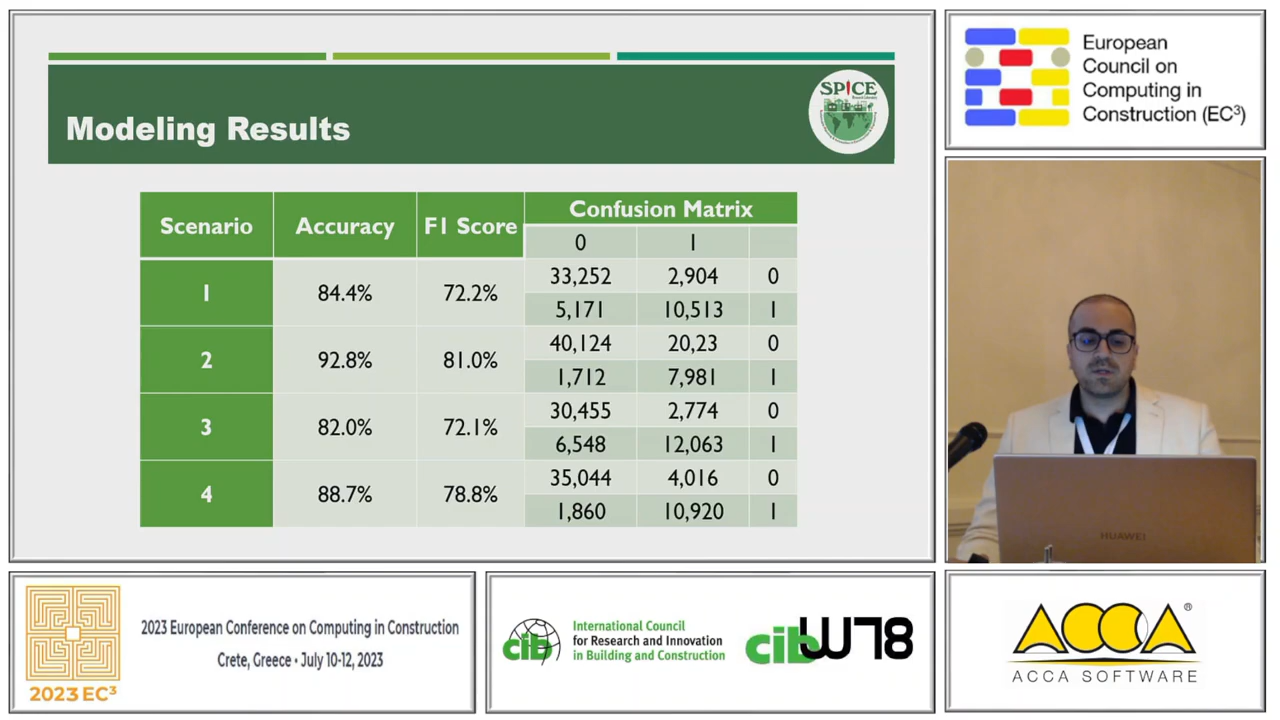 SPICE
Modeling Results
Scenario Accuracy F1 Score Confusion Matrix
0 1
1 84.4% 72.2% 33,252 2,904 0
5,171 10,513 1
2 92.8% 81.0% 40,124 20,23 0
1,712 7,981 1
3 82.0% 72.1% 30,455 2,774 0
6,548 12,063 1
4 88.7% 78.8% 35,044 4,016 0
1,860 10,920 1
European
Council on
Computing in
Construction (EC³)
HUAWEI
2023 EC³
2023 European Conference on Computing in Construction
Crete, Greece • July 10-12, 2023
cib
International Council
for Research and Innovation
in Building and Construction
cib W78
ACCA®
ACCA SOFTWARE